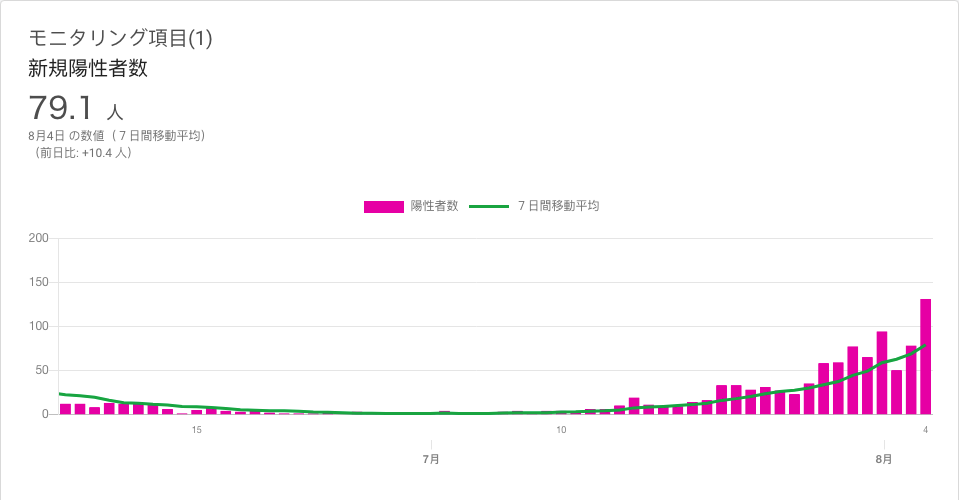 モニタリング項目(1)
新規陽性者数
79.1 人
8月4日 の数値（７日間移動平均）
（前日比: +10.4 人）
陽性者数 ７日間移動平均
200
150
100
50
0
15 10 4
7月 8月